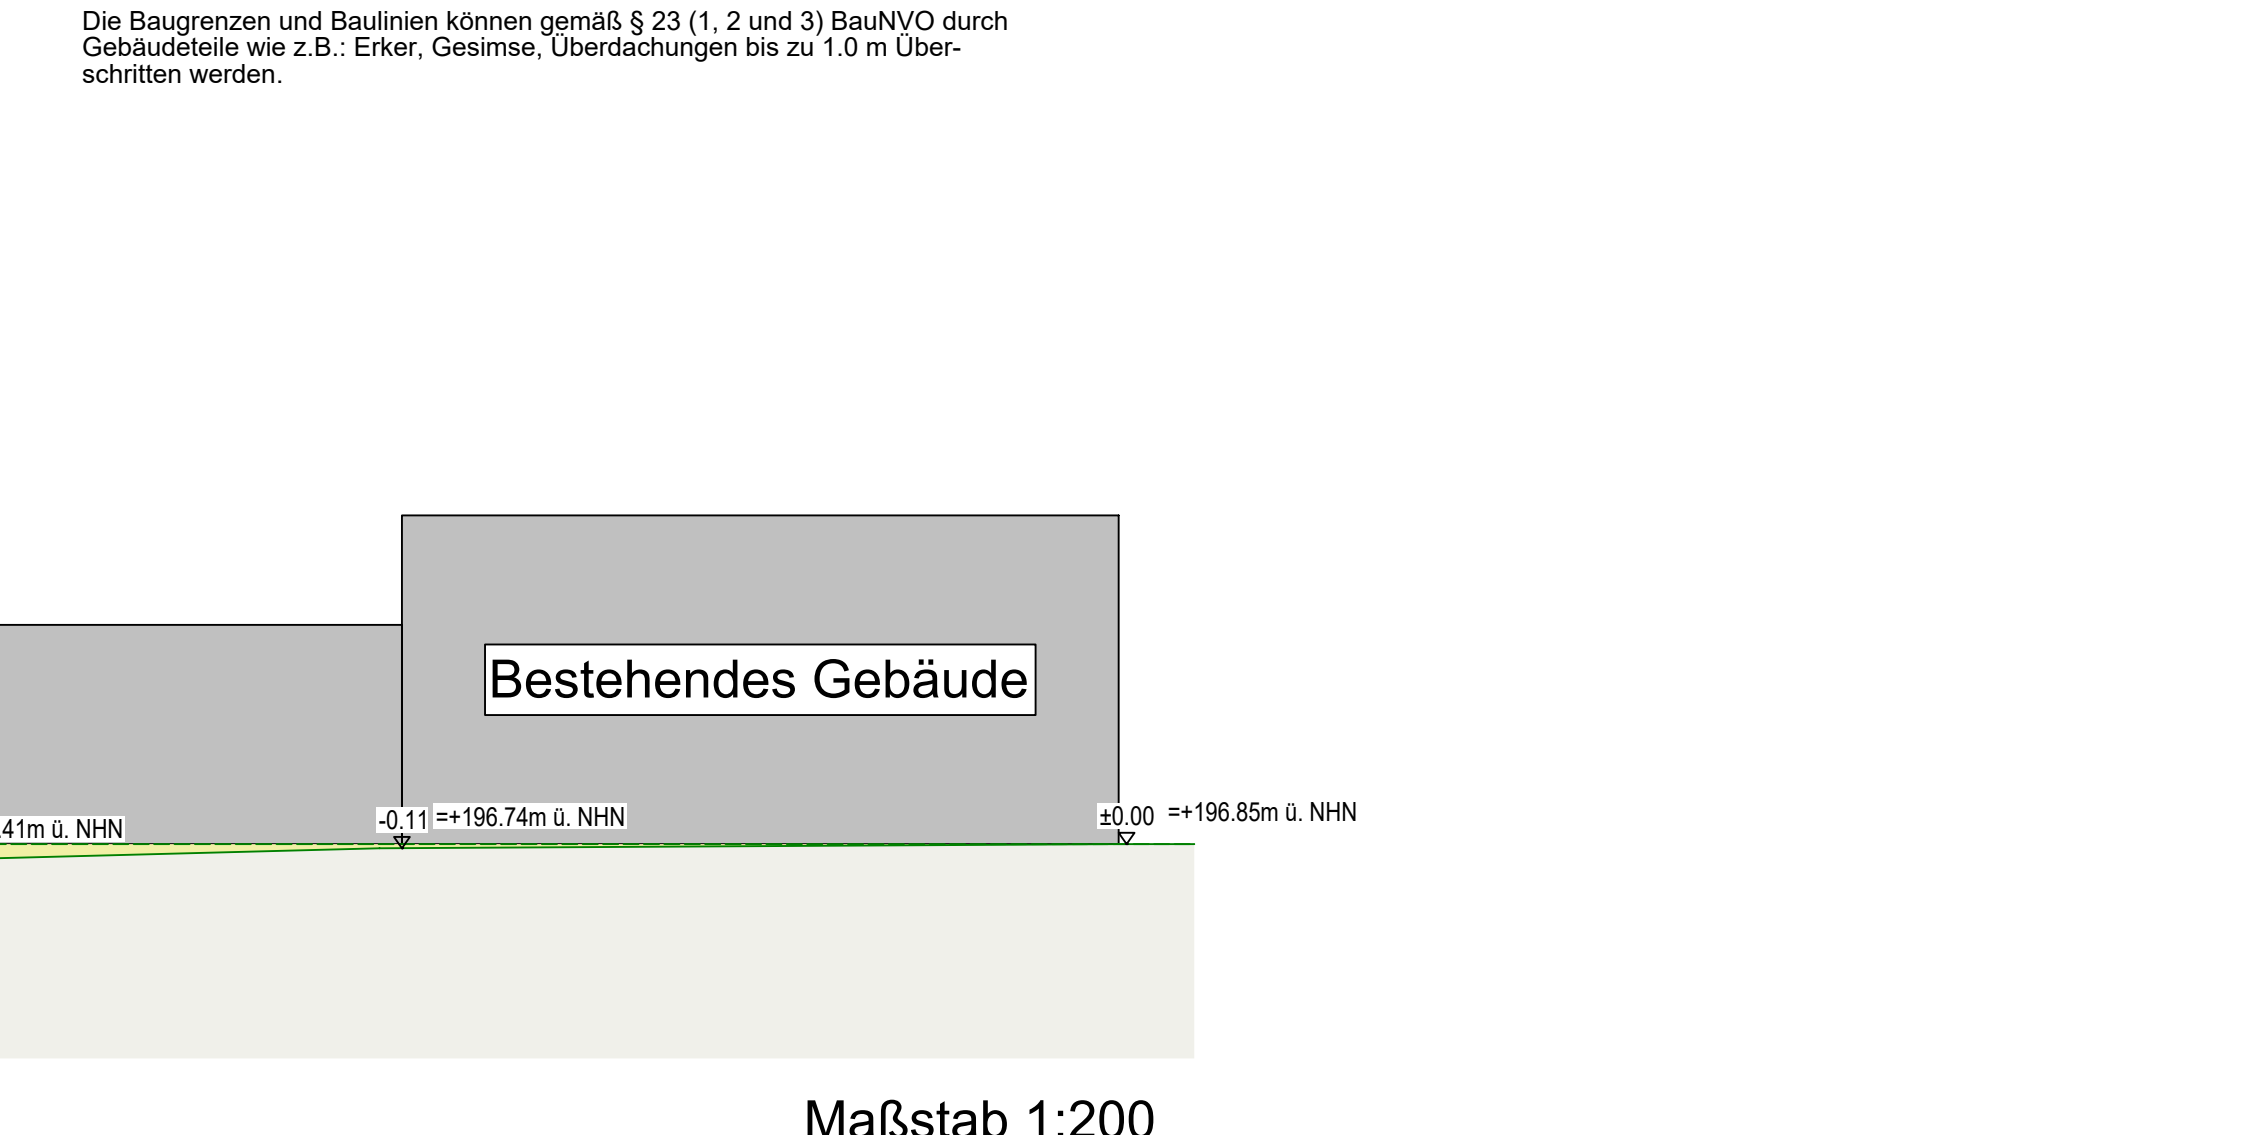 Die Baugrenzen und Baulinien können gemäß § 23 (1, 2 und 3) BauNVO durch
Gebäudeteile wie z.B.: Erker, Gesimse, Überdachungen bis zu 1.0 m Über-
schritten werden.
Bestehendes Gebäude
-0.11 =+196.74m ü. NHN
±0.00 =+196.85m ü. NHN
.41m ü. NHN
Maßstab 1:200